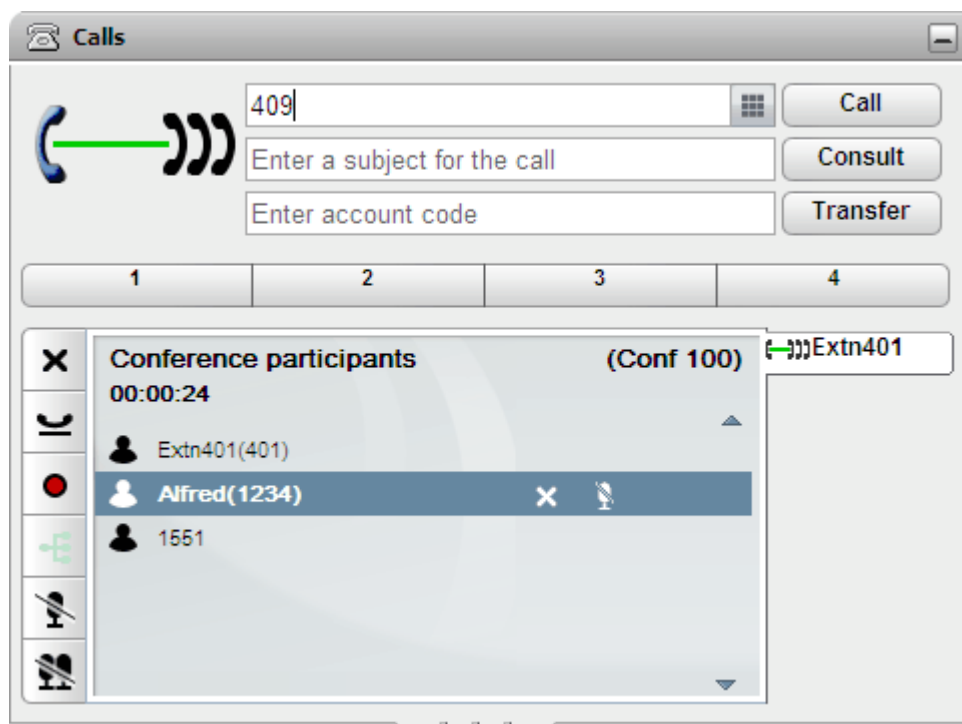 Calls
409
Call
Enter a subject for the call
Consult
Enter account code
Transfer
1 2 3 4
Conference participants (Conf 100)
Extn401
00:00:24
Extn401(401)
Alfred(1234)
1551